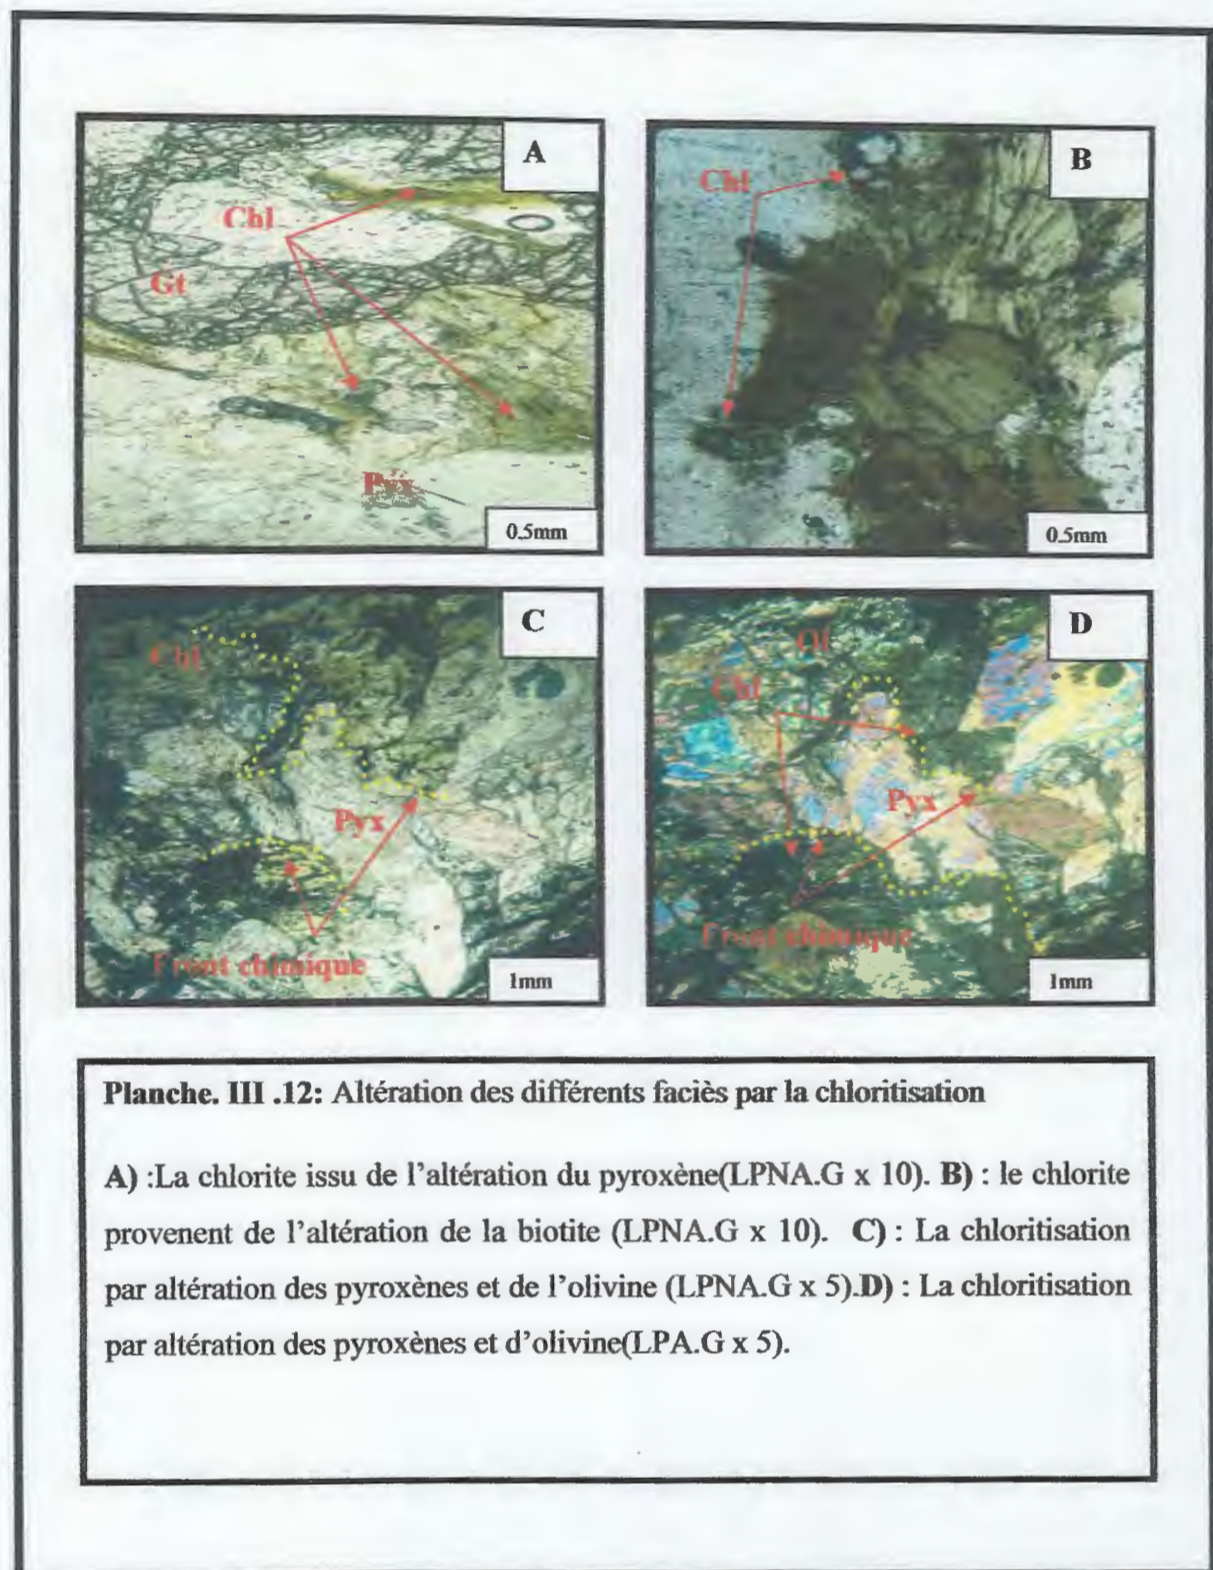 A
Chl
Gt
Pyx
0.5mm
B
Chl
0.5mm
C
Chl
Pyx
Front chimique
1mm
D
Ol
Chl
Pyx
Front chimique
1mm
Planche. III .12: Altération des différents faciès par la chloritisation
A) :La chlorite issu de l'altération du pyroxène(LPNA.G x 10). B) : le chlorite
provenent de l'altération de la biotite (LPNA.G x 10). C) : La chloritisation
par altération des pyroxènes et de l'olivine (LPNA.G x 5).D) : La chloritisation
par altération des pyroxènes et d'olivine(LPA.G x 5).